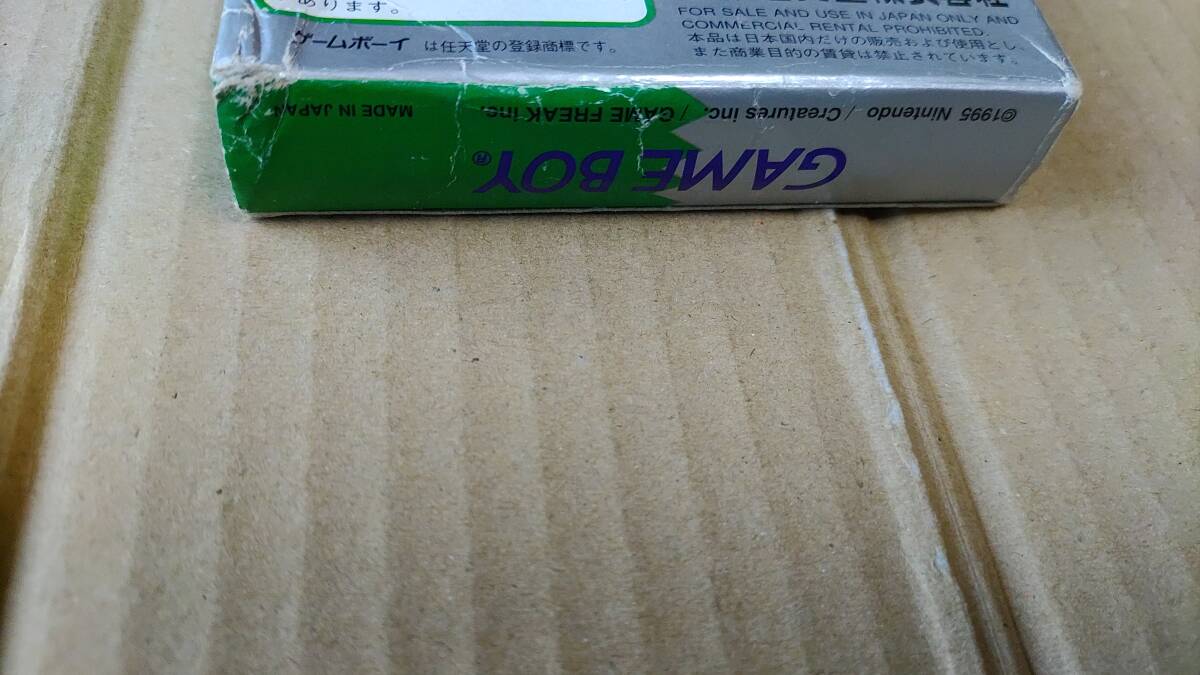 あります。
ゲームボーイ は任天堂の登録商標です。
株式会社
FOR SALE AND USE IN JAPAN ONLY AND
COMMERCIAL RENTAL PROHIBITED.
本品は日本国内だけの販売および使用とし、
また商業目的の賃貸は禁止されています。
©1995 Nintendo / Creatures inc. / GAME FREAK inc.
MADE IN JAPAN
GAME BOY®